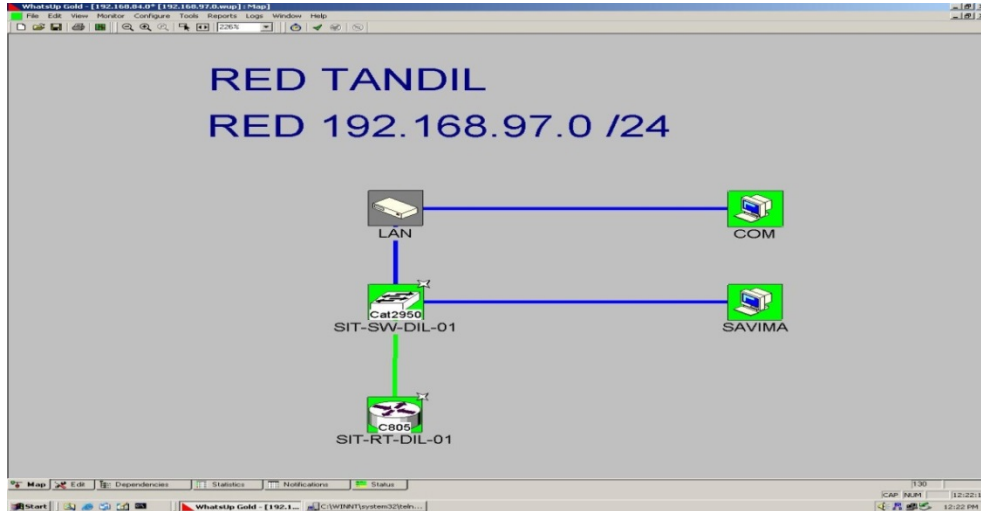 WhatsUp Gold - [192.168.84.0* [192.168.97.0.wup] : Map]
File Edit View Monitor Configure Tools Reports Logs Window Help
226%
RED TANDIL
RED 192.168.97.0 /24
LAN
COM
Cat2950
SIT-SW-DIL-01
SAVIMA
C805
SIT-RT-DIL-01
Map Edit Dependencies Statistics Notifications Status
130
CAP NUM 12:22:1
Start WhatsUp Gold - [192.1... C:\WINNT\system32\teln... 12:22 PM